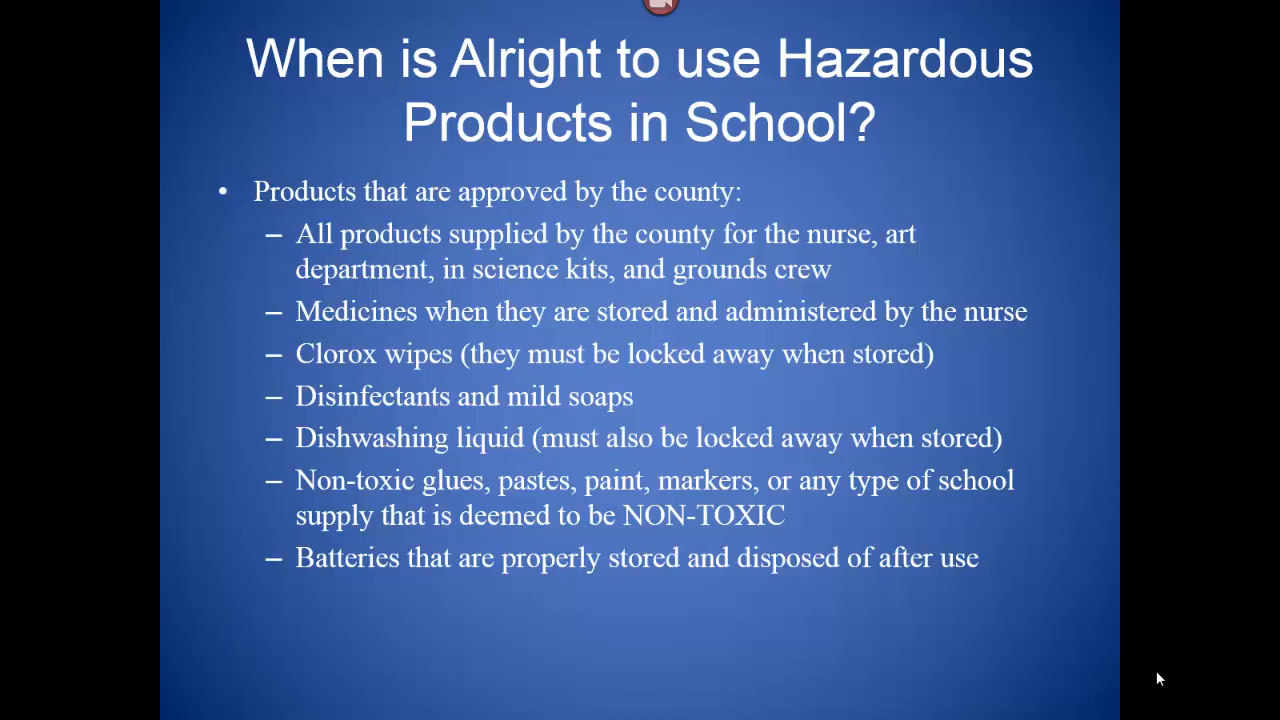 When is Alright to use Hazardous
Products in School?
• Products that are approved by the county:
– All products supplied by the county for the nurse, art
department, in science kits, and grounds crew
– Medicines when they are stored and administered by the nurse
– Clorox wipes (they must be locked away when stored)
– Disinfectants and mild soaps
– Dishwashing liquid (must also be locked away when stored)
– Non-toxic glues, pastes, paint, markers, or any type of school
supply that is deemed to be NON-TOXIC
– Batteries that are properly stored and disposed of after use